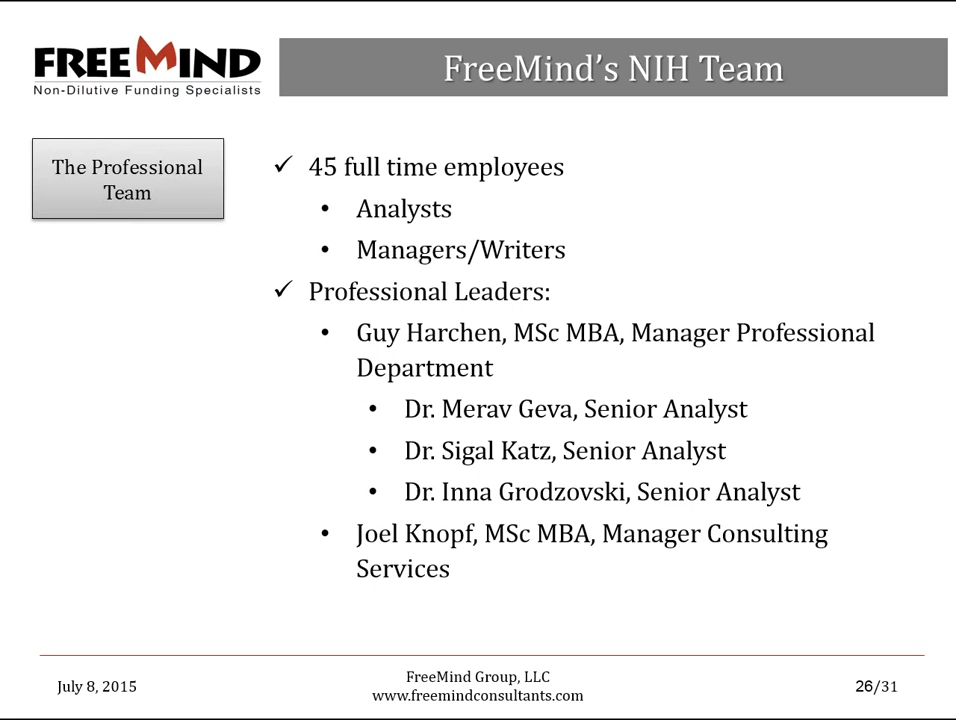 FREEMIND
Non-Dilutive Funding Specialists
FreeMind’s NIH Team
The Professional
Team
✓ 45 full time employees
• Analysts
• Managers/Writers
✓ Professional Leaders:
• Guy Harchen, MSc MBA, Manager Professional
Department
• Dr. Merav Geva, Senior Analyst
• Dr. Sigal Katz, Senior Analyst
• Dr. Inna Grodzovski, Senior Analyst
• Joel Knopf, MSc MBA, Manager Consulting
Services
July 8, 2015
FreeMind Group, LLC
www.freemindconsultants.com
26/31